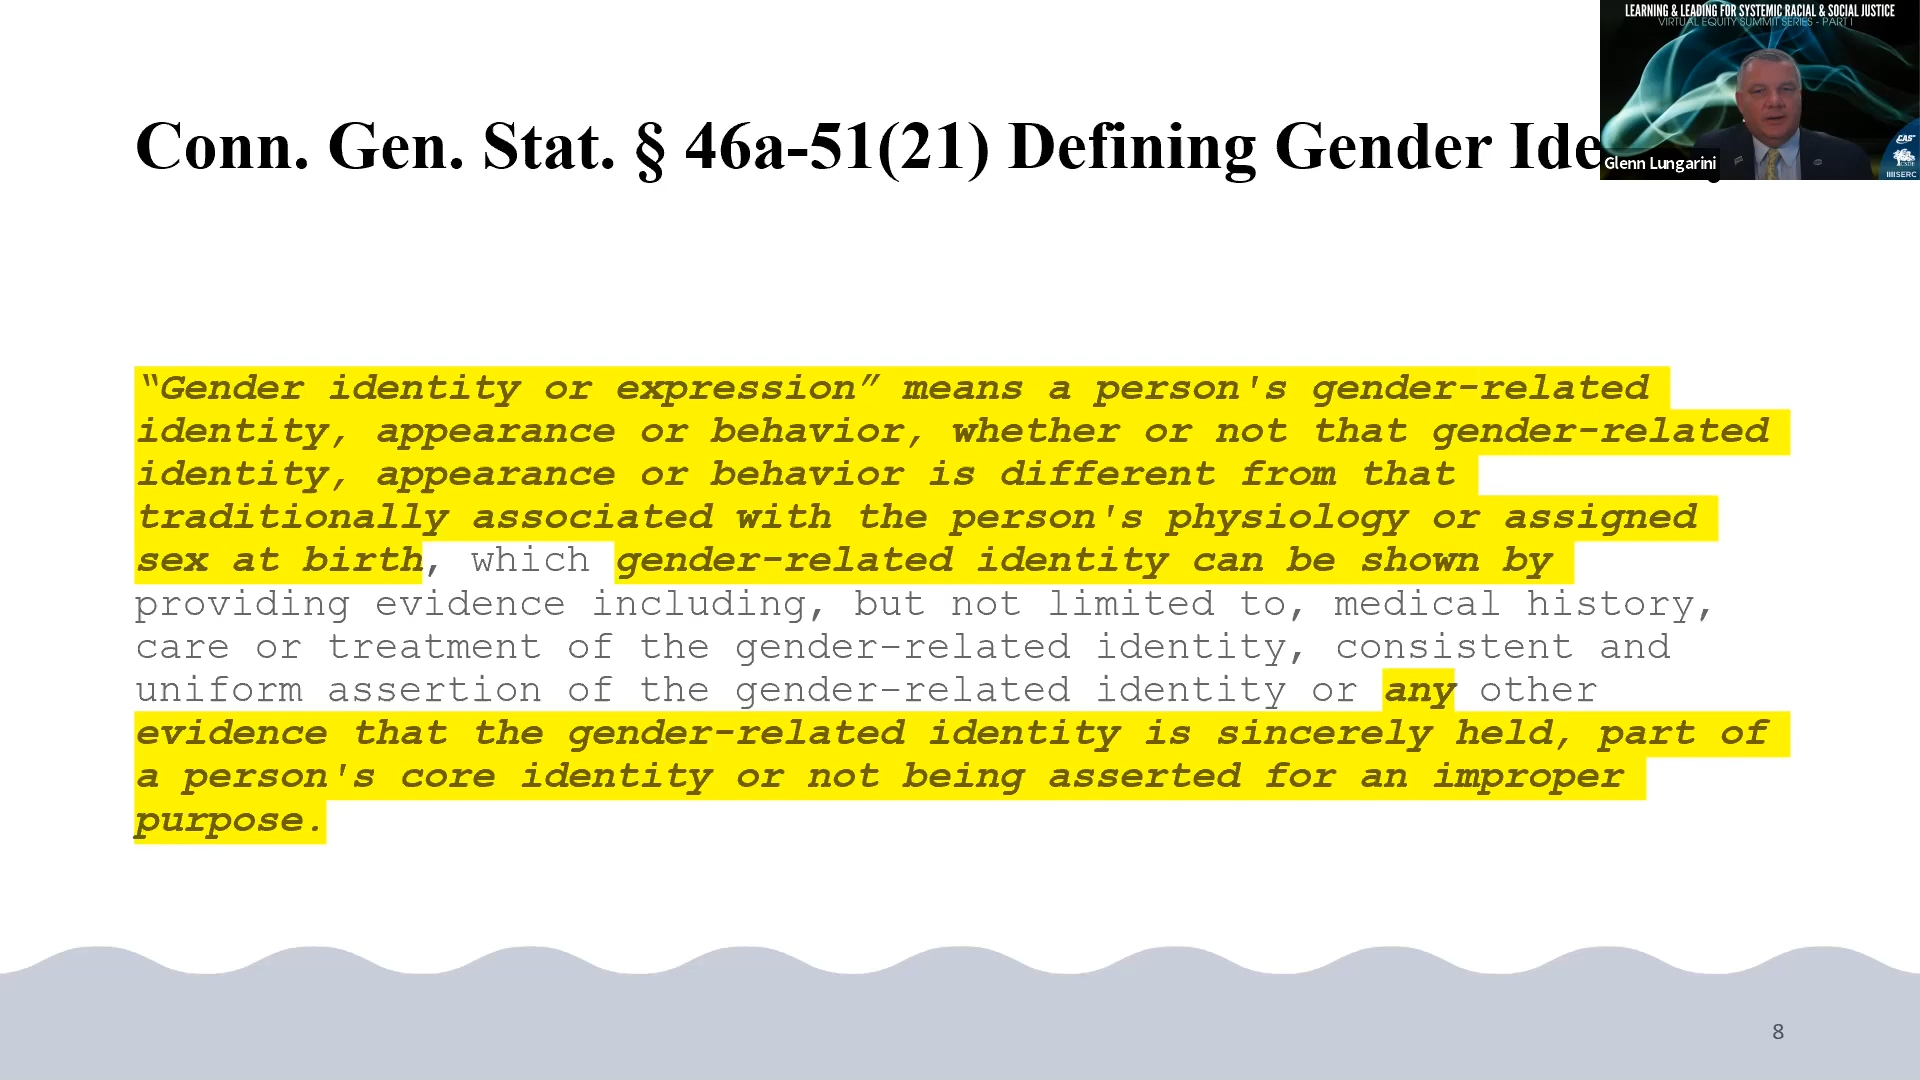 LEARNING & LEADING FOR SYSTEMIC RACIAL & SOCIAL JUSTICE
VIRTUAL EQUITY SUMMIT SERIES - PART I
Conn. Gen. Stat. § 46a-51(21) Defining Gender Ide
Glenn Lungarini
CAS
CSDE
SERC
“Gender identity or expression” means a person's gender-related
identity, appearance or behavior, whether or not that gender-related
identity, appearance or behavior is different from that
traditionally associated with the person's physiology or assigned
sex at birth, which gender-related identity can be shown by
providing evidence including, but not limited to, medical history,
care or treatment of the gender-related identity, consistent and
uniform assertion of the gender-related identity or any other
evidence that the gender-related identity is sincerely held, part of
a person's core identity or not being asserted for an improper
purpose.
8